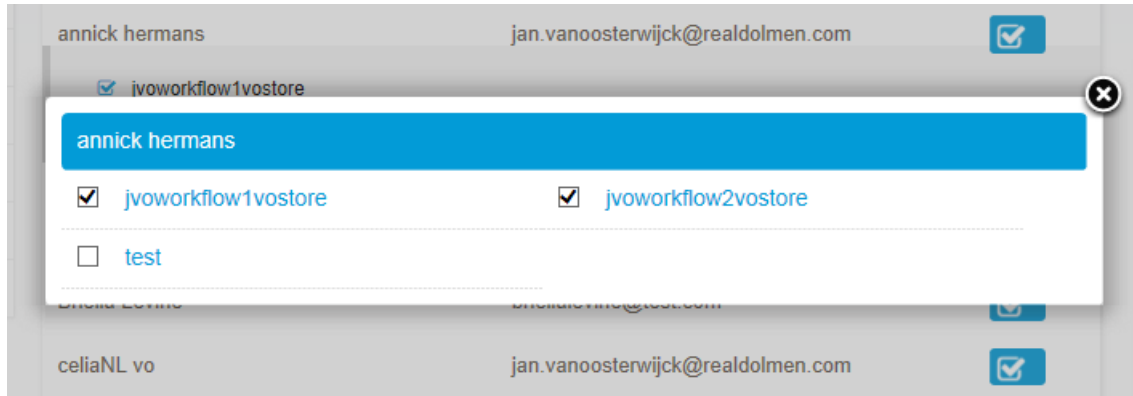 annick hermans jan.vanoosterwijck@realdolmen.com
jvoworkflow1vostore
annick hermans
jvoworkflow1vostore jvoworkflow2vostore
test
celiaNL vo jan.vanoosterwijck@realdolmen.com